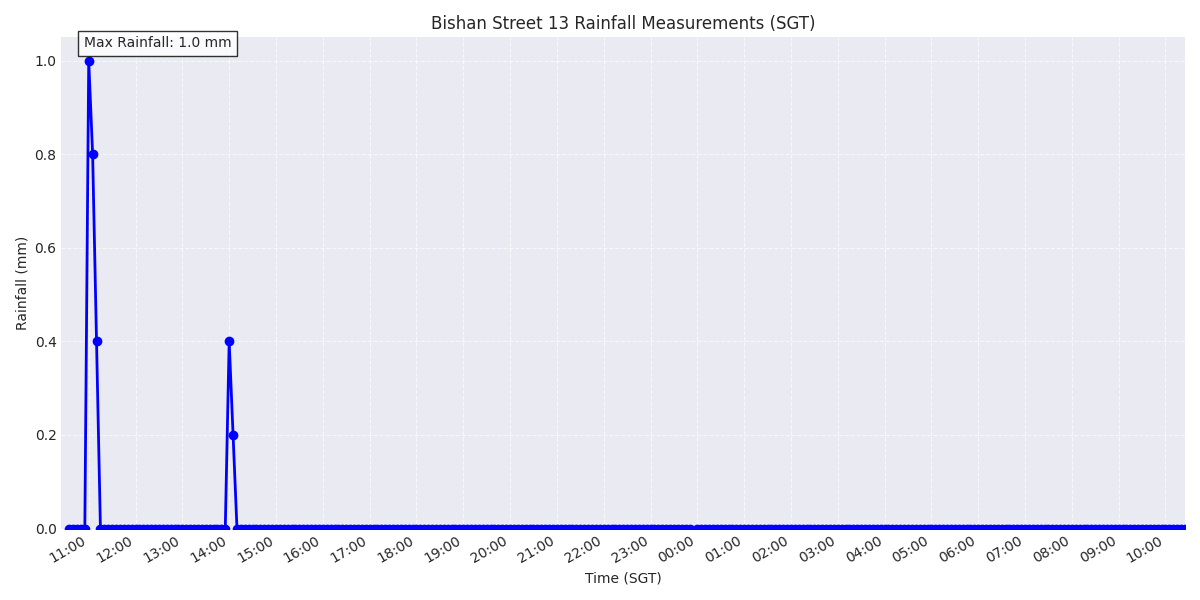 Bishan Street 13 Rainfall Measurements (SGT)
Max Rainfall: 1.0 mm
1.0
0.8
0.6
0.4
0.2
0.0
Rainfall (mm)
11:00 12:00 13:00 14:00 15:00 16:00 17:00 18:00 19:00 20:00 21:00 22:00 23:00 00:00 01:00 02:00 03:00 04:00 05:00 06:00 07:00 08:00 09:00 10:00
Time (SGT)